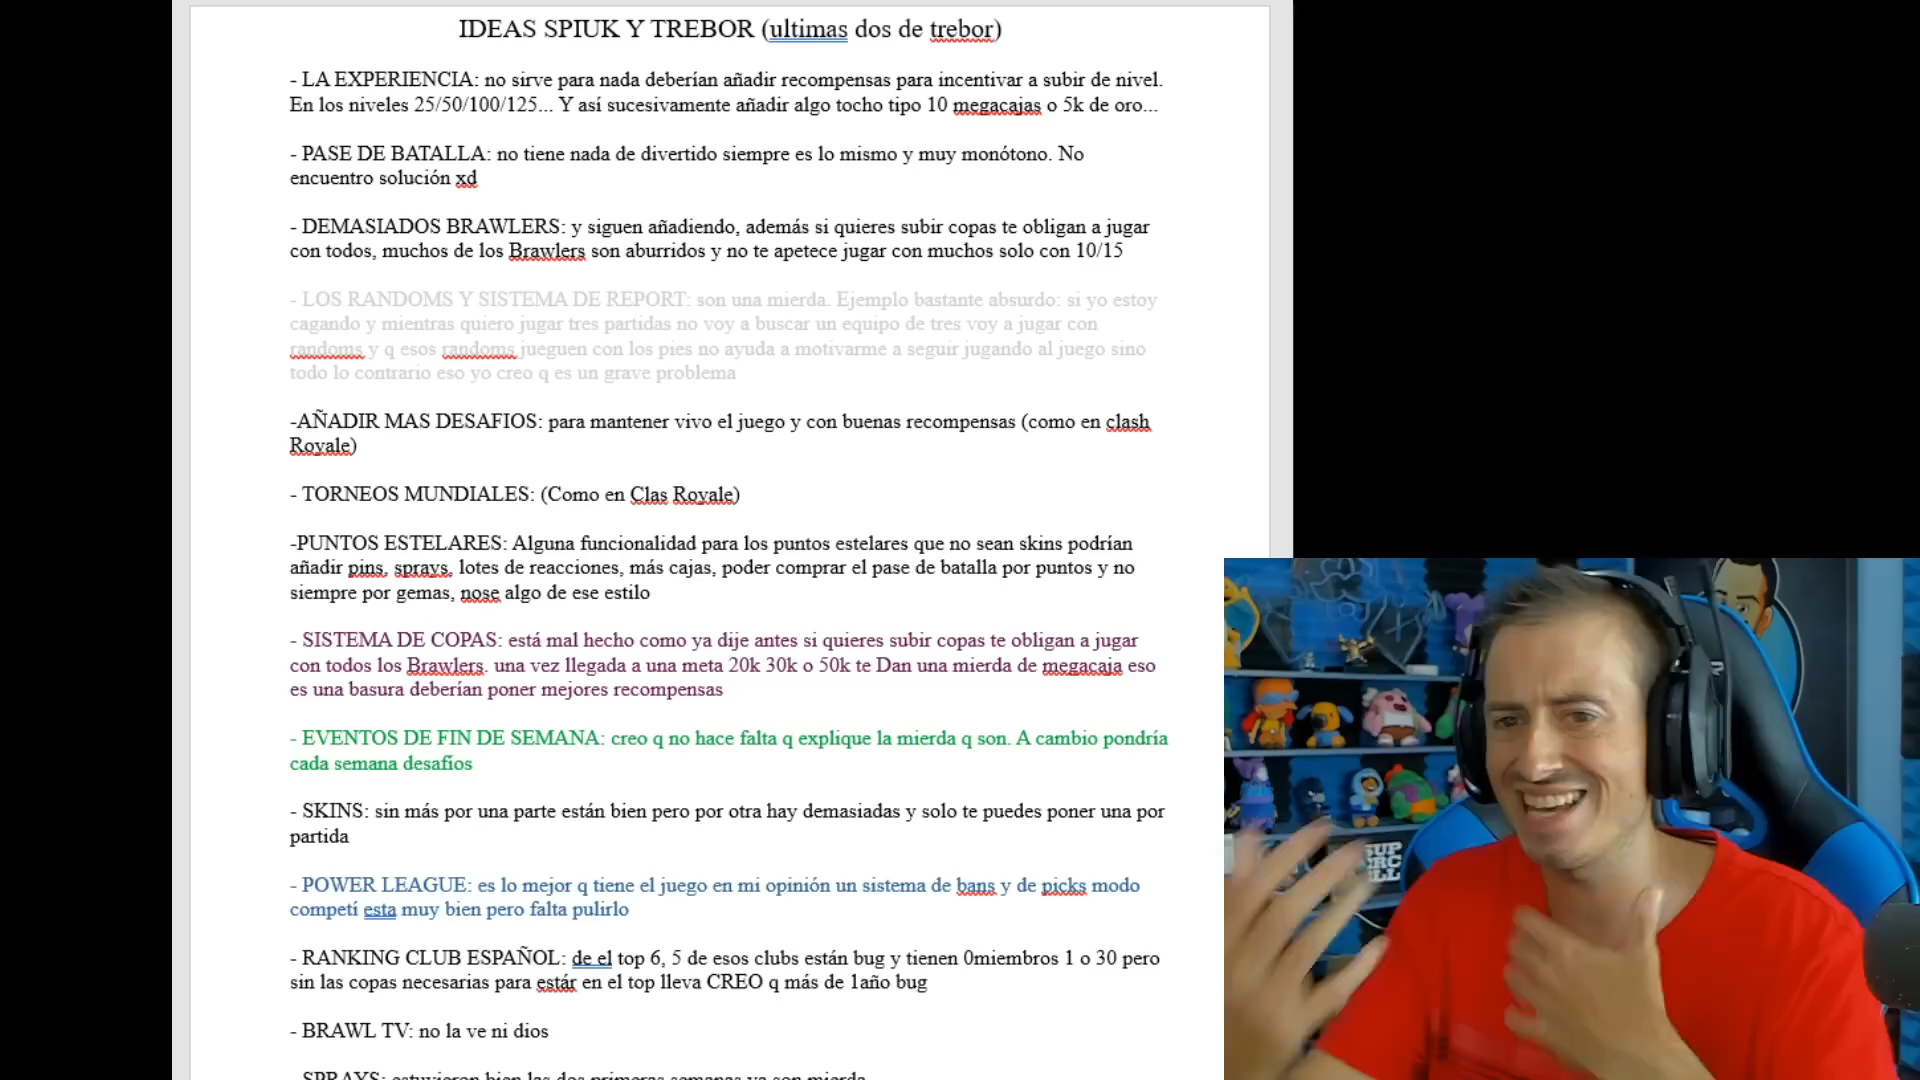 IDEAS SPIUK Y TREBOR (ultimas dos de trebor)
- LA EXPERIENCIA: no sirve para nada deberían añadir recompensas para incentivar a subir de nivel.
En los niveles 25/50/100/125... Y así sucesivamente añadir algo tocho tipo 10 megacajas o 5k de oro...
- PASE DE BATALLA: no tiene nada de divertido siempre es lo mismo y muy monótono. No
encuentro solución xd
- DEMASIADOS BRAWLERS: y siguen añadiendo, además si quieres subir copas te obligan a jugar
con todos, muchos de los Brawlers son aburridos y no te apetece jugar con muchos solo con 10/15
- LOS RANDOMS Y SISTEMA DE REPORT: son una mierda. Ejemplo bastante absurdo: si yo estoy
cagando y mientras quiero jugar tres partidas no voy a buscar un equipo de tres voy a jugar con
randoms y q esos randoms jueguen con los pies no ayuda a motivarme a seguir jugando al juego sino
todo lo contrario eso yo creo q es un grave problema
-AÑADIR MAS DESAFIOS: para mantener vivo el juego y con buenas recompensas (como en clash
Royale)
- TORNEOS MUNDIALES: (Como en Clas Royale)
-PUNTOS ESTELARES: Alguna funcionalidad para los puntos estelares que no sean skins podrían
añadir pins, sprays, lotes de reacciones, más cajas, poder comprar el pase de batalla por puntos y no
siempre por gemas, nose algo de ese estilo
- SISTEMA DE COPAS: está mal hecho como ya dije antes si quieres subir copas te obligan a jugar
con todos los Brawlers. una vez llegada a una meta 20k 30k o 50k te Dan una mierda de megacaja eso
es una basura deberían poner mejores recompensas
- EVENTOS DE FIN DE SEMANA: creo q no hace falta q explique la mierda q son. A cambio pondría
cada semana desafíos
- SKINS: sin más por una parte están bien pero por otra hay demasiadas y solo te puedes poner una por
partida
- POWER LEAGUE: es lo mejor q tiene el juego en mi opinión un sistema de bans y de picks modo
competí esta muy bien pero falta pulirlo
- RANKING CLUB ESPAÑOL: de el top 6, 5 de esos clubs están bug y tienen 0miembros 1 o 30 pero
sin las copas necesarias para estár en el top lleva CREO q más de 1año bug
- BRAWL TV: no la ve ni dios
- SPRAYS: estuvieron bien las dos primeras semanas ya son mierda